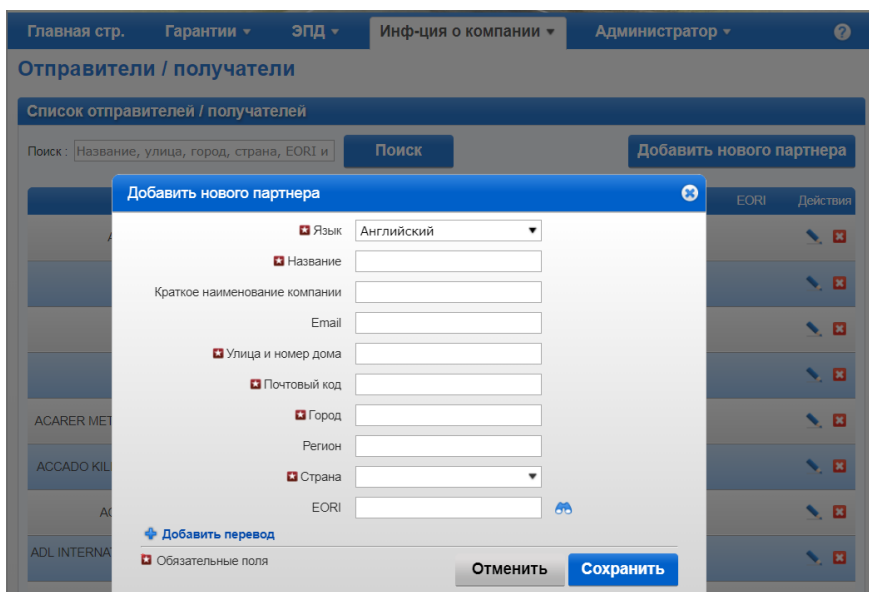 Главная стр. Гарантии ЭПД Инф-ция о компании Администратор ?
Отправители / получатели
Список отправителей / получателей
Поиск : Название, улица, город, страна, EORI и Поиск Добавить нового партнера
Добавить нового партнера EORI Действия
Язык Английский
Название
Краткое наименование компании
Email
Улица и номер дома
Почтовый код
Город
ACARER MET
Регион
Страна
ACCADO KIL
EORI
AC
Добавить перевод
ADL INTERNA
Обязательные поля
Отменить Сохранить